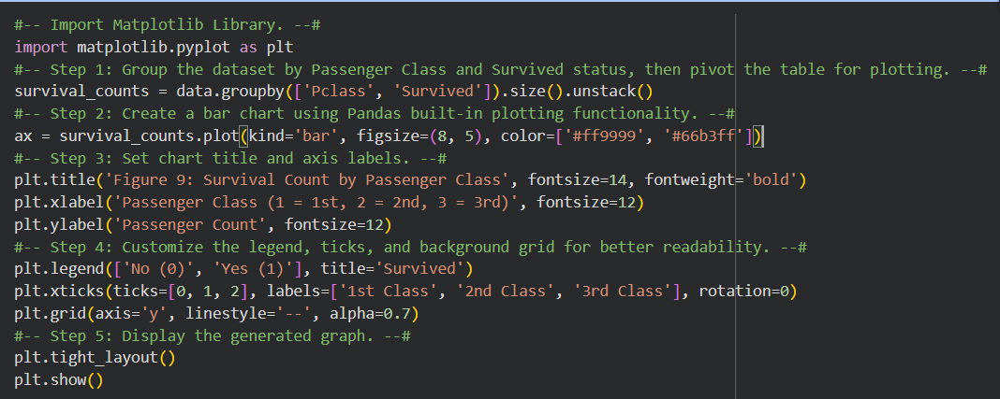 #-- Import Matplotlib Library. --#
import matplotlib.pyplot as plt
#-- Step 1: Group the dataset by Passenger Class and Survived status, then pivot the table for plotting. --#
survival_counts = data.groupby(['Pclass', 'Survived']).size().unstack()
#-- Step 2: Create a bar chart using Pandas built-in plotting functionality. --#
ax = survival_counts.plot(kind='bar', figsize=(8, 5), color=['#ff9999', '#66b3ff'])
#-- Step 3: Set chart title and axis labels. --#
plt.title('Figure 9: Survival Count by Passenger Class', fontsize=14, fontweight='bold')
plt.xlabel('Passenger Class (1 = 1st, 2 = 2nd, 3 = 3rd)', fontsize=12)
plt.ylabel('Passenger Count', fontsize=12)
#-- Step 4: Customize the legend, ticks, and background grid for better readability. --#
plt.legend(['No (0)', 'Yes (1)'], title='Survived')
plt.xticks(ticks=[0, 1, 2], labels=['1st Class', '2nd Class', '3rd Class'], rotation=0)
plt.grid(axis='y', linestyle='--', alpha=0.7)
#-- Step 5: Display the generated graph. --#
plt.tight_layout()
plt.show()